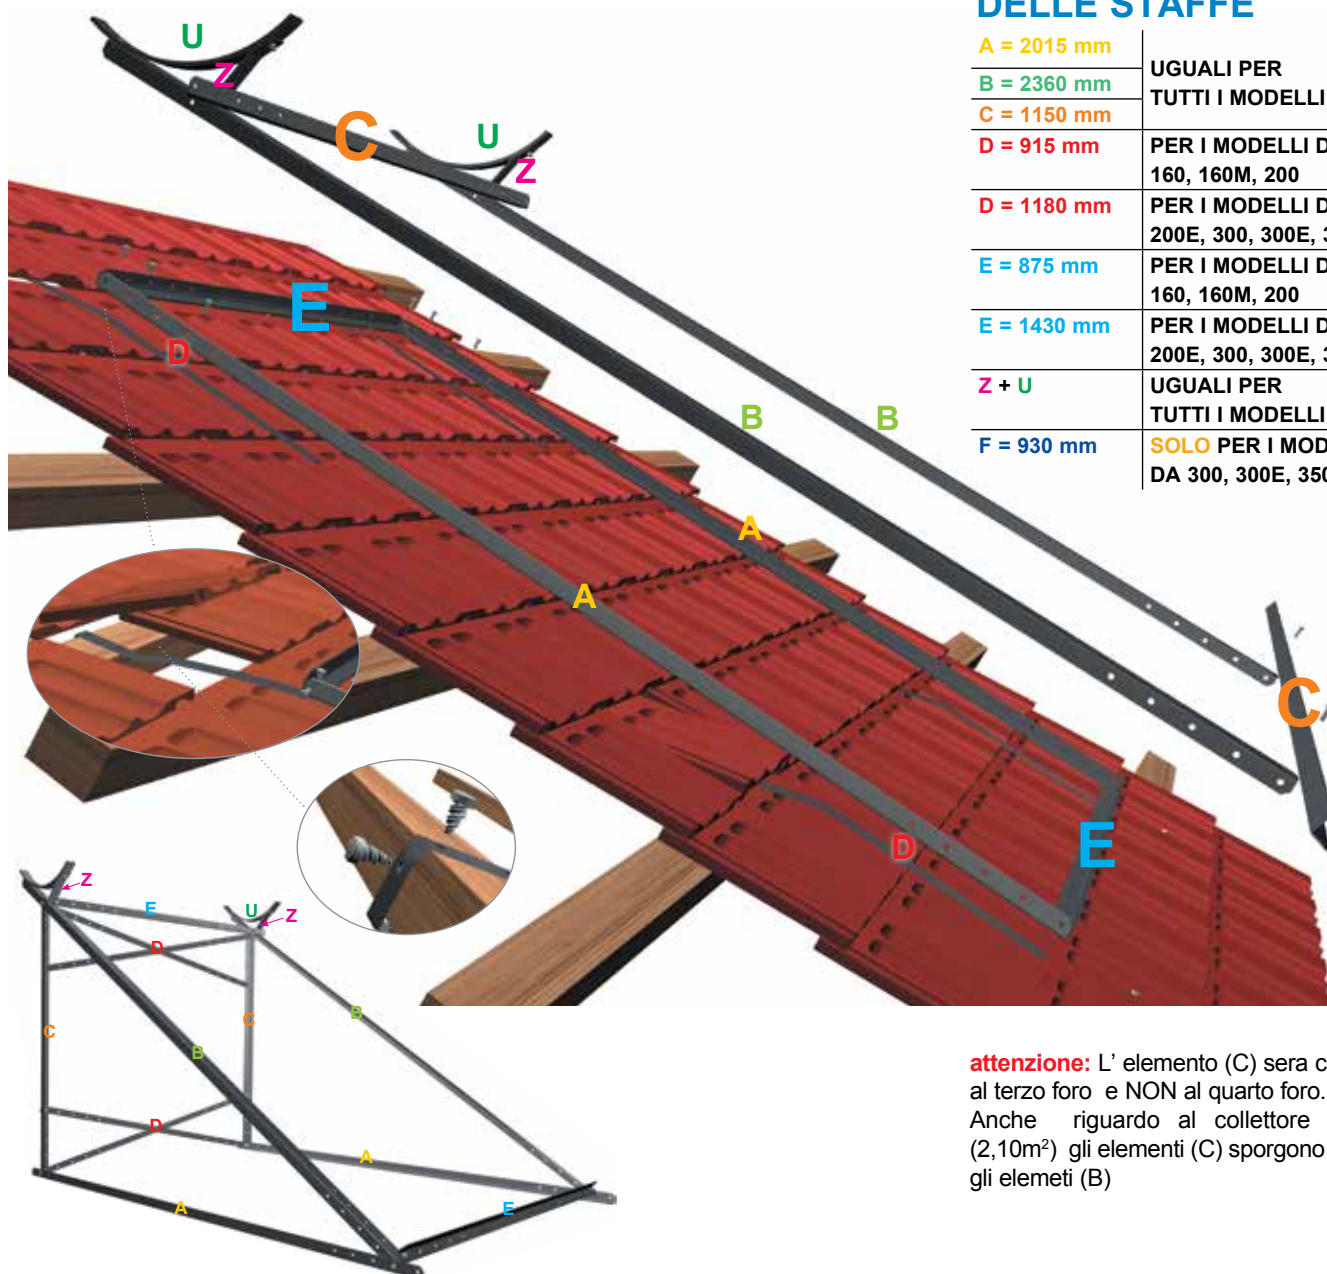 DELLE STAFFE
A = 2015 mm
B = 2360 mm
C = 1150 mm
UGUALI PER
TUTTI I MODELLI
D = 915 mm
PER I MODELLI D
160, 160M, 200
D = 1180 mm
PER I MODELLI D
200E, 300, 300E, 3
E = 875 mm
PER I MODELLI D
160, 160M, 200
E = 1430 mm
PER I MODELLI D
200E, 300, 300E, 3
Z + U
UGUALI PER
TUTTI I MODELLI
F = 930 mm
SOLO PER I MOD
DA 300, 300E, 350
U
Z
C
U
Z
E
D
B
B
A
A
C
D
E
Z
E
U
Z
D
C
C
B
B
D
A
A
E
attenzione: L' elemento (C) sera c
al terzo foro e NON al quarto foro.
Anche riguardo al collettore
(2,10m²) gli elementi (C) sporgono
gli elemeti (B)